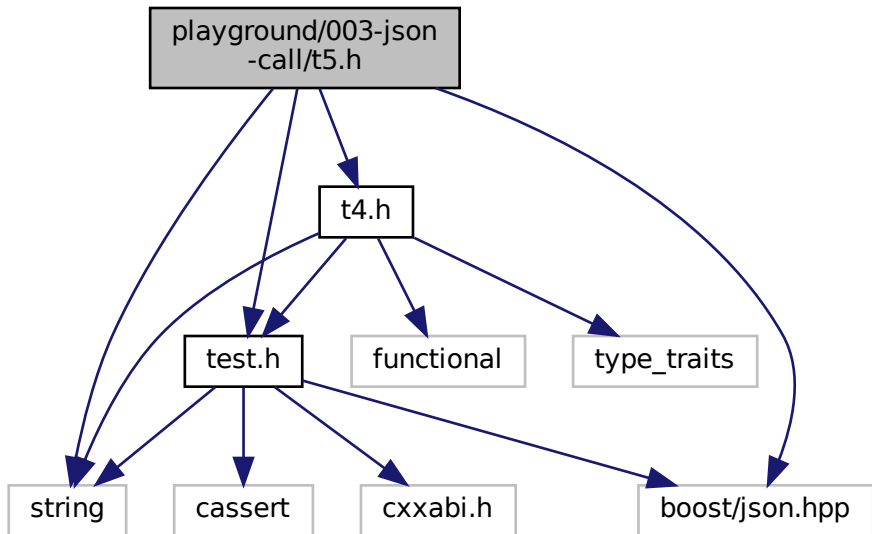 playground/003-json
-call/t5.h
t4.h
test.h
functional
type_traits
string
cassert
cxxabi.h
boost/json.hpp